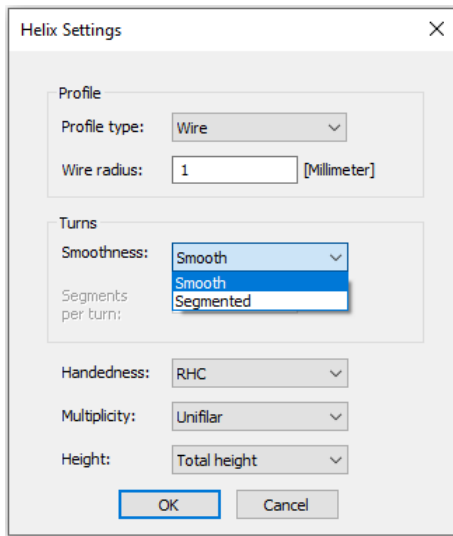 Helix Settings
Profile
Profile type: Wire
Wire radius: 1 [Millimeter]
Turns
Smoothness: Smooth
Smooth
Segments
Segmented
per turn:
Handedness: RHC
Multiplicity: Unifilar
Height: Total height
OK Cancel